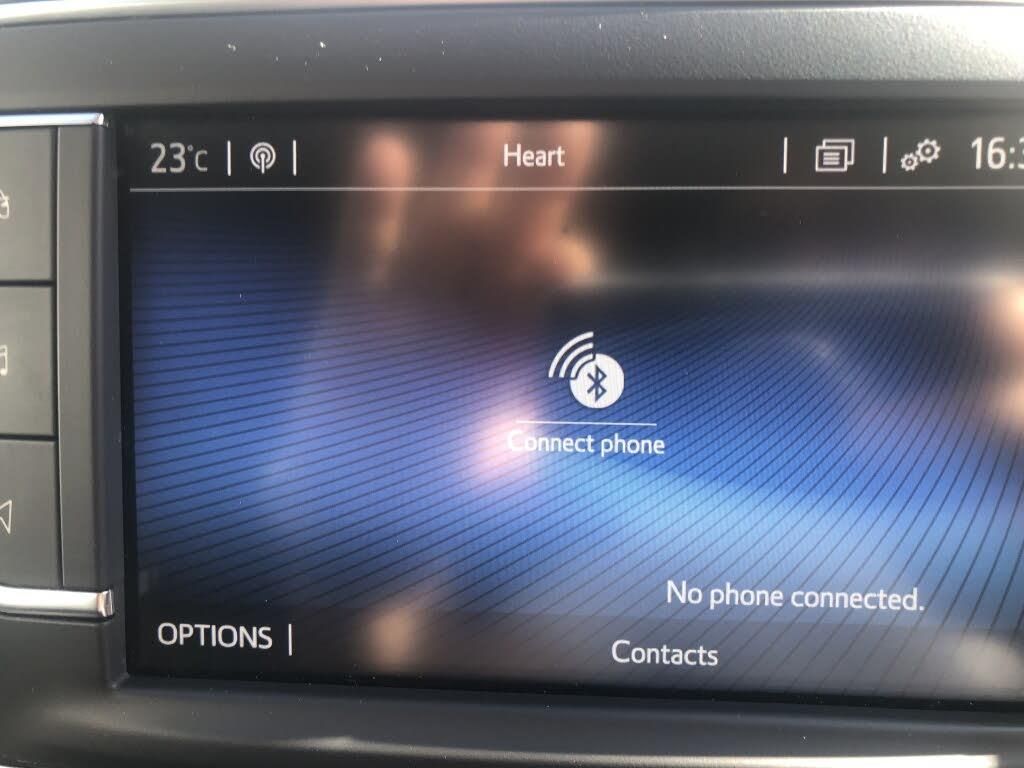 23°C
Heart
16:3
Connect phone
No phone connected.
OPTIONS
Contacts